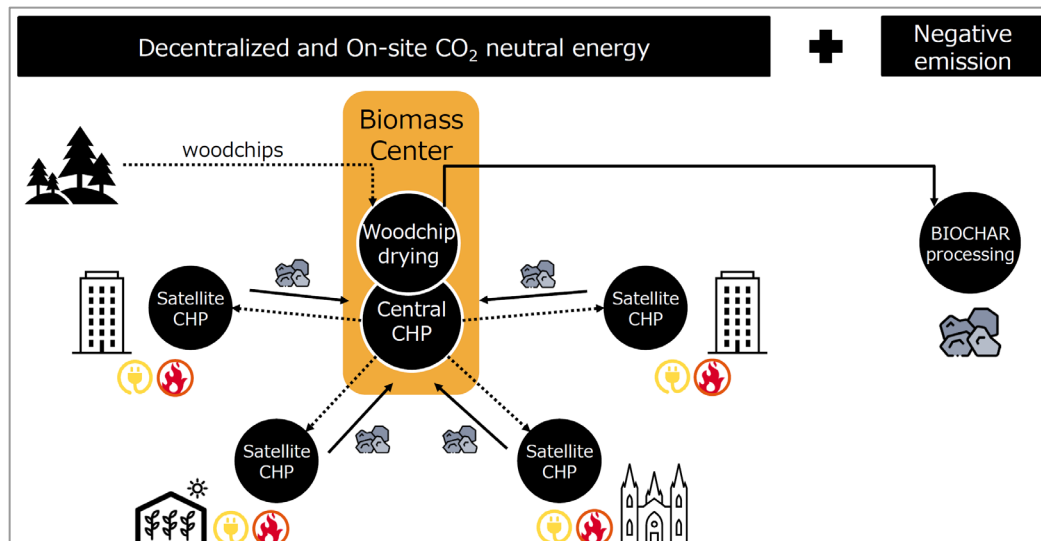 Decentralized and On-site CO₂ neutral energy
Negative
emission
Biomass
Center
woodchips
Woodchip
drying
BIOCHAR
processing
Satellite
CHP
Central
CHP
Satellite
CHP
Satellite
CHP
Satellite
CHP